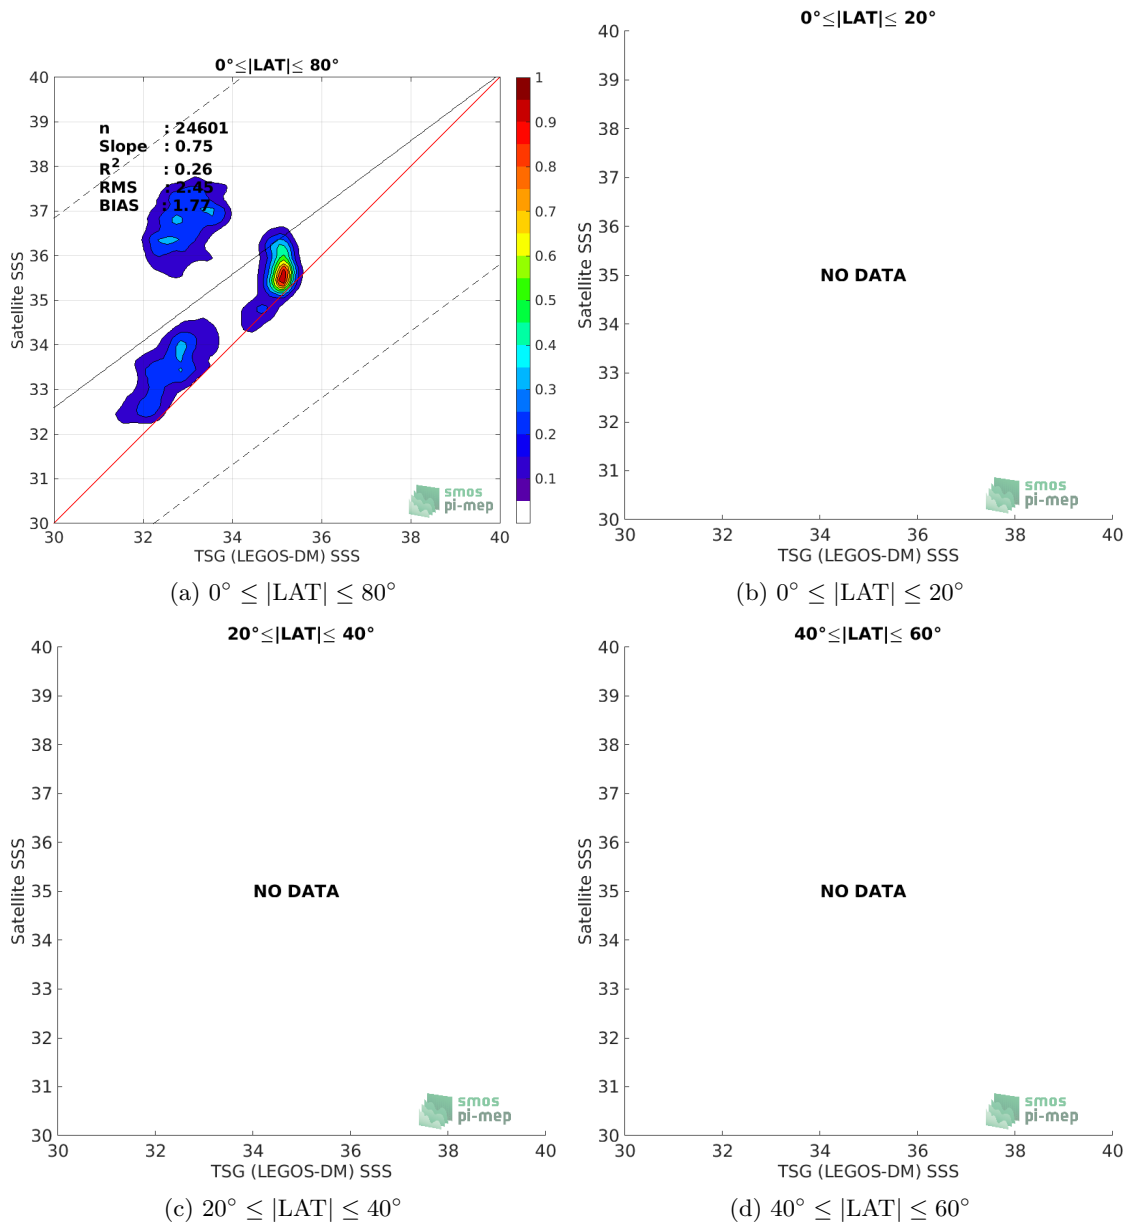 0°≤|LAT|≤ 80°
40
39
38
37
36
35
34
33
32
31
30
Satellite SSS
n : 24601
Slope : 0.75
R2 : 0.26
RMS : 2.45
BIAS : 1.77
1
0.9
0.8
0.7
0.6
0.5
0.4
0.3
0.2
0.1
smos
pi-mep
30 32 34 36 38 40
TSG (LEGOS-DM) SSS
(a) 0° ≤ |LAT| ≤ 80°
0°≤|LAT|≤ 20°
40
39
38
37
36
35
34
33
32
31
30
Satellite SSS
NO DATA
smos
pi-mep
30 32 34 36 38 40
TSG (LEGOS-DM) SSS
(b) 0° ≤ |LAT| ≤ 20°
20°≤|LAT|≤ 40°
40
39
38
37
36
35
34
33
32
31
30
Satellite SSS
NO DATA
smos
pi-mep
30 32 34 36 38 40
TSG (LEGOS-DM) SSS
(c) 20° ≤ |LAT| ≤ 40°
40°≤|LAT|≤ 60°
40
39
38
37
36
35
34
33
32
31
30
Satellite SSS
NO DATA
smos
pi-mep
30 32 34 36 38 40
TSG (LEGOS-DM) SSS
(d) 40° ≤ |LAT| ≤ 60°